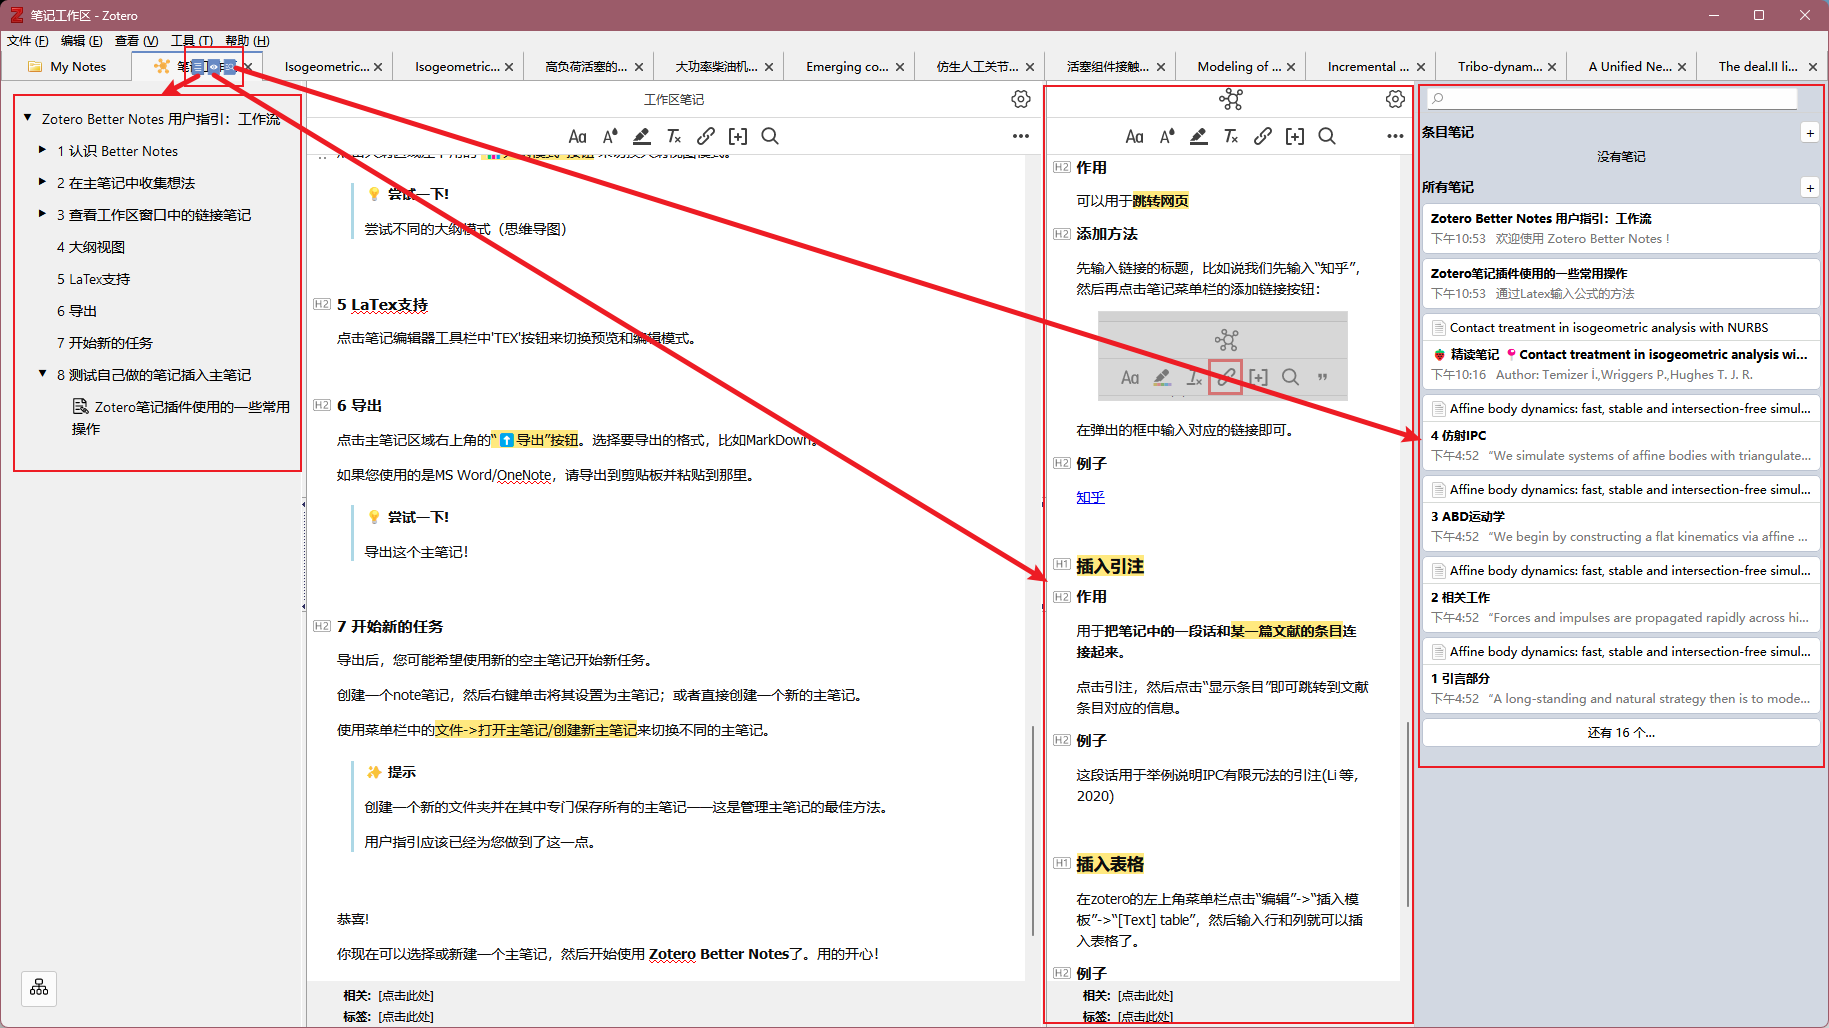 笔记工作区 - Zotero
文件 (F) 编辑 (E) 查看 (V) 工具 (T) 帮助 (H)
My Notes
Isogeometric...
Isogeometric...
高负荷活塞的...
大功率柴油机...
Emerging co...
仿生人工关节...
活塞组件接触...
Modeling of ...
Incremental ...
Tribo-dynam...
A Unified Ne...
The deal.II li...
Zotero Better Notes 用户指引：工作流
1 认识 Better Notes
2 在主笔记中收集想法
3 查看工作区窗口中的链接笔记
4 大纲视图
5 LaTex支持
6 导出
7 开始新的任务
8 测试自己做的笔记插入主笔记
Zotero笔记插件使用的一些常用
操作
工作区笔记
💡 尝试一下!
尝试不同的大纲模式（思维导图）
H2 5 LaTex支持
点击笔记编辑器工具栏中'TEX'按钮来切换预览和编辑模式。
H2 6 导出
点击主笔记区域右上角的“⬆️导出”按钮。选择要导出的格式，比如MarkDown。
如果您使用的是MS Word/OneNote，请导出到剪贴板并粘贴到那里。
💡 尝试一下!
导出这个主笔记！
H2 7 开始新的任务
导出后，您可能希望使用新的空主笔记开始新任务。
创建一个note笔记，然后右键单击将其设置为主笔记；或者直接创建一个新的主笔记。
使用菜单栏中的文件->打开主笔记/创建新主笔记来切换不同的主笔记。
✨ 提示
创建一个新的文件夹并在其中专门保存所有的主笔记——这是管理主笔记的最佳方法。
用户指引应该已经为您做到了这一点。
恭喜!
你现在可以选择或新建一个主笔记，然后开始使用 Zotero Better Notes了。用的开心！
相关: [点击此处]
标签: [点击此处]
H2 作用
可以用于跳转网页
H2 添加方法
先输入链接的标题，比如说我们先输入“知乎”，
然后再点击笔记菜单栏的添加链接按钮：
在弹出的框中输入对应的链接即可。
H2 例子
知乎
H1 插入引注
H2 作用
用于把笔记中的一段话和某一篇文献的条目连
接起来。
点击引注，然后点击“显示条目”即可跳转到文献
条目对应的信息。
H2 例子
这段话用于举例说明IPC有限元法的引注(Li 等,
2020)
H1 插入表格
在zotero的左上角菜单栏点击“编辑”->“插入模
板”->“[Text] table”，然后输入行和列就可以插
入表格了。
H2 例子
相关: [点击此处]
标签: [点击此处]
条目笔记
没有笔记
所有笔记
Zotero Better Notes 用户指引：工作流
下午10:53 欢迎使用 Zotero Better Notes！
Zotero笔记插件使用的一些常用操作
下午10:53 通过Latex输入公式的方法
Contact treatment in isogeometric analysis with NURBS
🍓 精读笔记 📍Contact treatment in isogeometric analysis wi...
下午10:16 Author: Temizer İ.,Wriggers P.,Hughes T. J. R.
Affine body dynamics: fast, stable and intersection-free simul...
4 仿射IPC
下午4:52 “We simulate systems of affine bodies with triangulate...
Affine body dynamics: fast, stable and intersection-free simul...
3 ABD运动学
下午4:52 “We begin by constructing a flat kinematics via affine ...
Affine body dynamics: fast, stable and intersection-free simul...
2 相关工作
下午4:52 “Forces and impulses are propagated rapidly across hi...
Affine body dynamics: fast, stable and intersection-free simul...
1 引言部分
下午4:52 “A long-standing and natural strategy then is to mode...
还有 16 个...